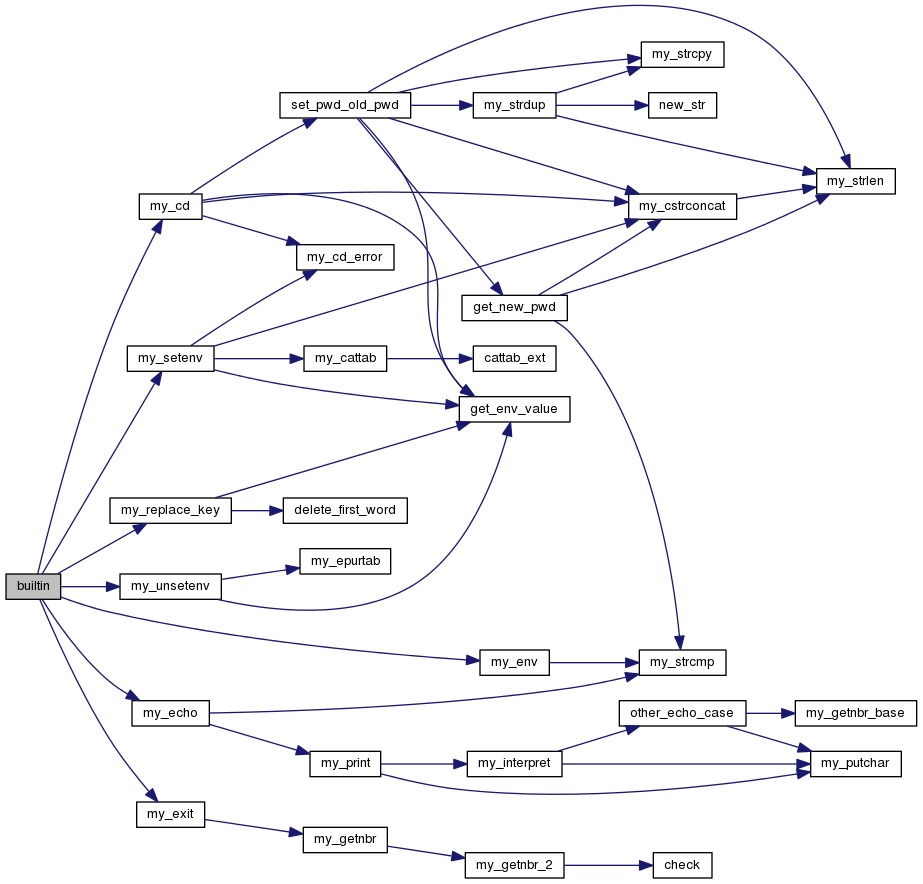 my_strcpy
set_pwd_old_pwd
my_strdup
new_str
my_strlen
my_cd
my_cstrconcat
my_cd_error
get_new_pwd
my_setenv
my_cattab
cattab_ext
get_env_value
my_replace_key
delete_first_word
my_epurtab
builtin
my_unsetenv
my_env
my_strcmp
my_echo
other_echo_case
my_getnbr_base
my_print
my_interpret
my_putchar
my_exit
my_getnbr
my_getnbr_2
check